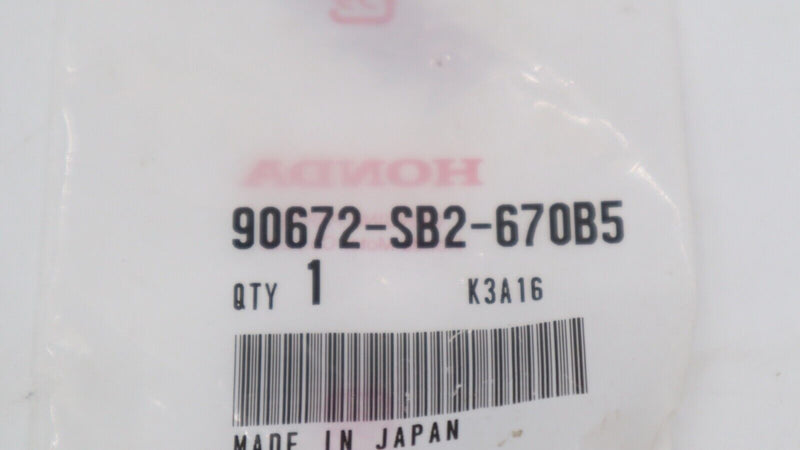 HONDA
90672-SB2-670B5
QTY 1 K3A16
MADE IN JAPAN